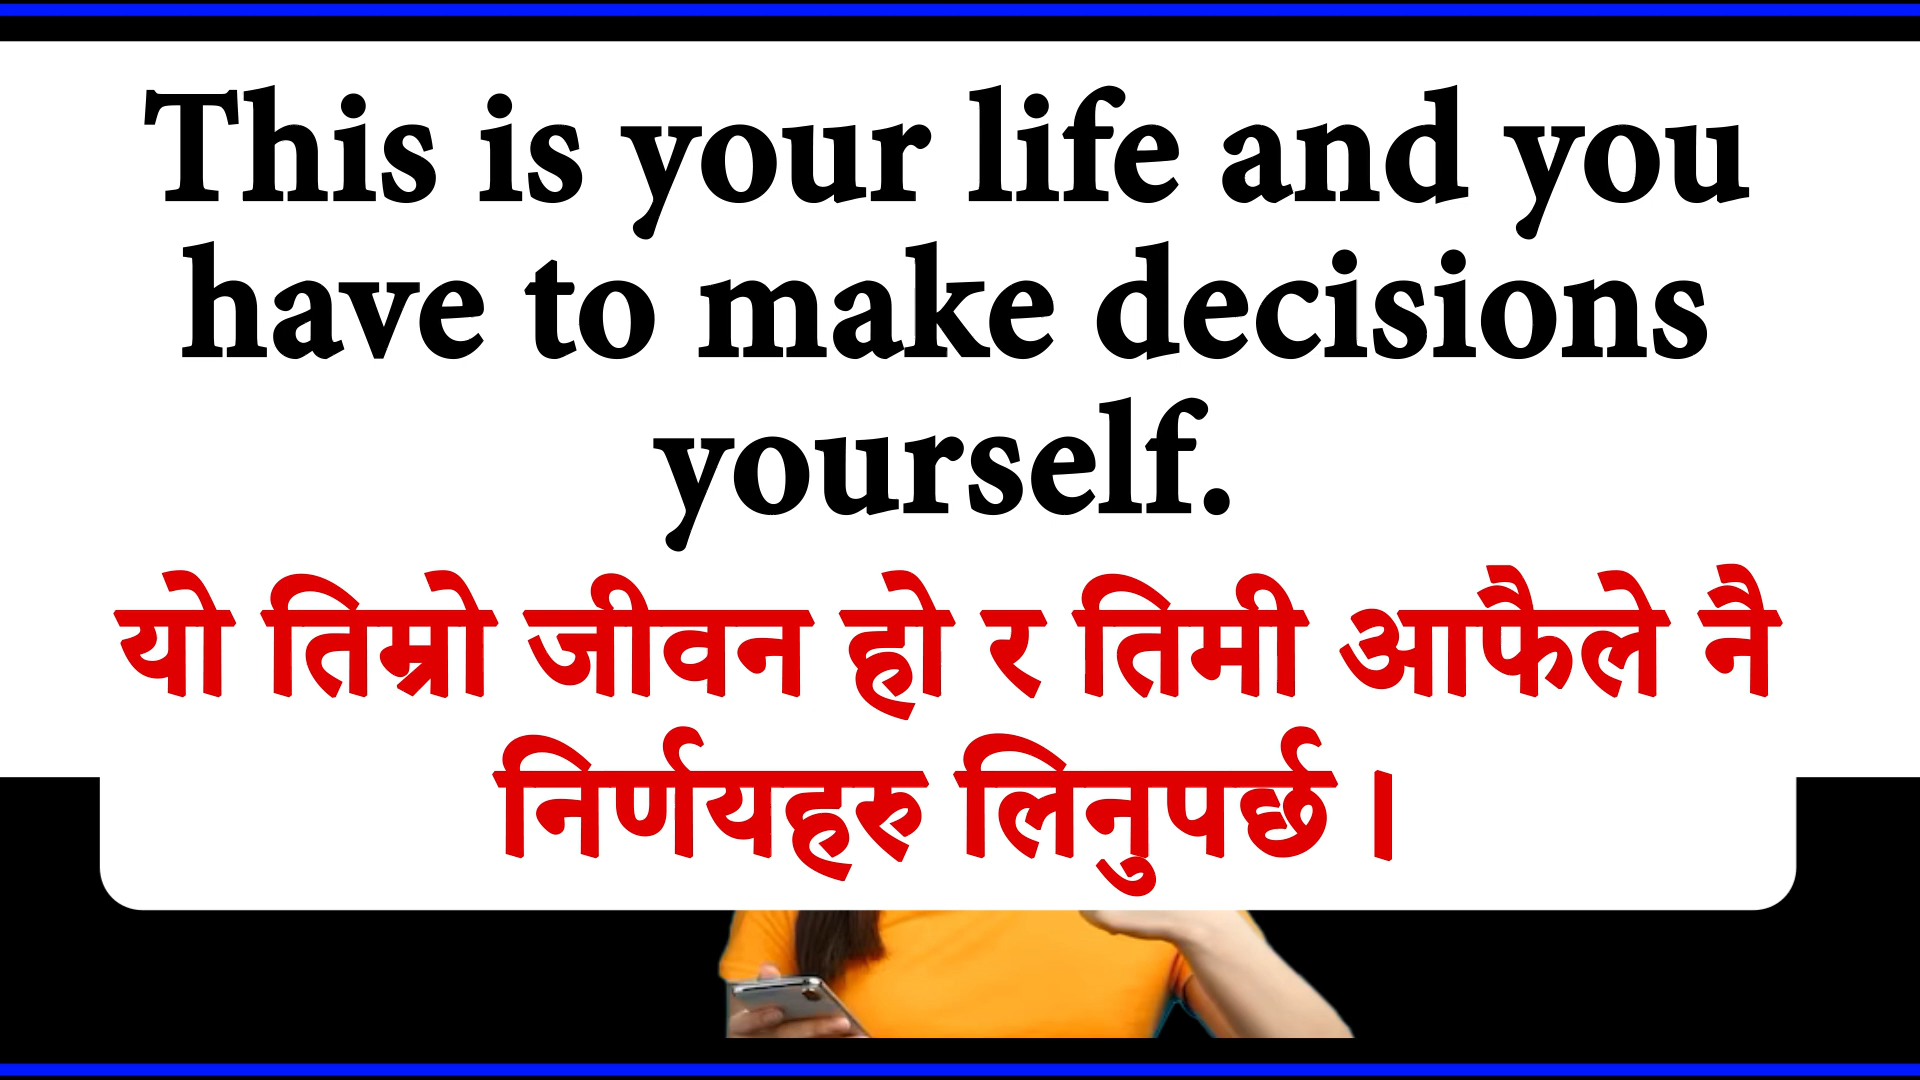 This is your life and you
have to make decisions
yourself.
यो तिम्रो जीवन हो र तिमी आफैले नै
निर्णयहरु लिनुपर्छ ।